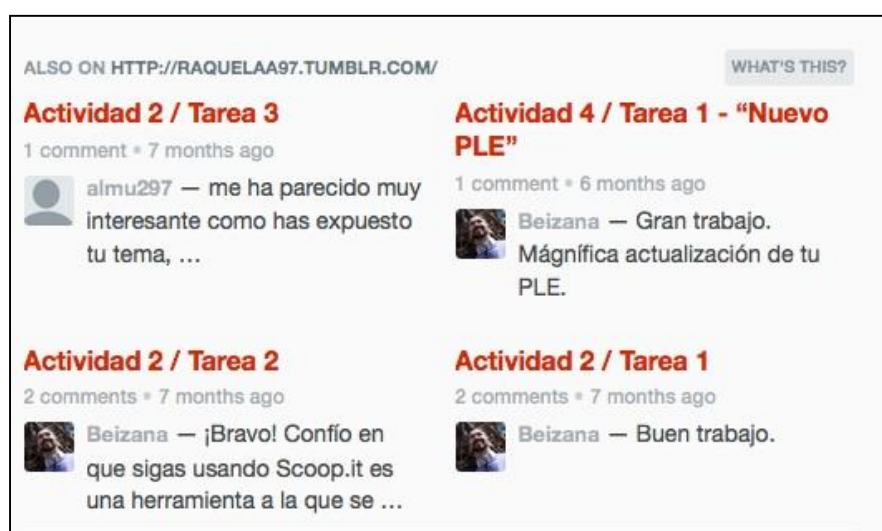 ALSO ON HTTP://RAQUELAA97.TUMBLR.COM/
WHAT'S THIS?
Actividad 2 / Tarea 3
1 comment • 7 months ago
almu297 — me ha parecido muy
interesante como has expuesto
tu tema, ...
Actividad 4 / Tarea 1 - “Nuevo
PLE”
1 comment • 6 months ago
Beizana — Gran trabajo.
Mágnífica actualización de tu
PLE.
Actividad 2 / Tarea 2
2 comments • 7 months ago
Beizana — ¡Bravo! Confío en
que sigas usando Scoop.it es
una herramienta a la que se ...
Actividad 2 / Tarea 1
2 comments • 7 months ago
Beizana — Buen trabajo.